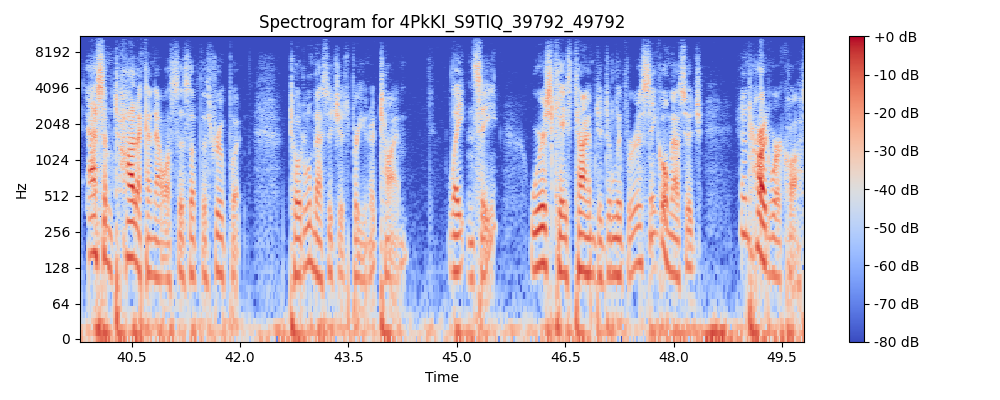 Spectrogram for 4PkKI_S9TIQ_39792_49792
8192
4096
2048
1024
512
256
128
64
0
Hz
40.5 42.0 43.5 45.0 46.5 48.0 49.5
Time
+0 dB
-10 dB
-20 dB
-30 dB
-40 dB
-50 dB
-60 dB
-70 dB
-80 dB